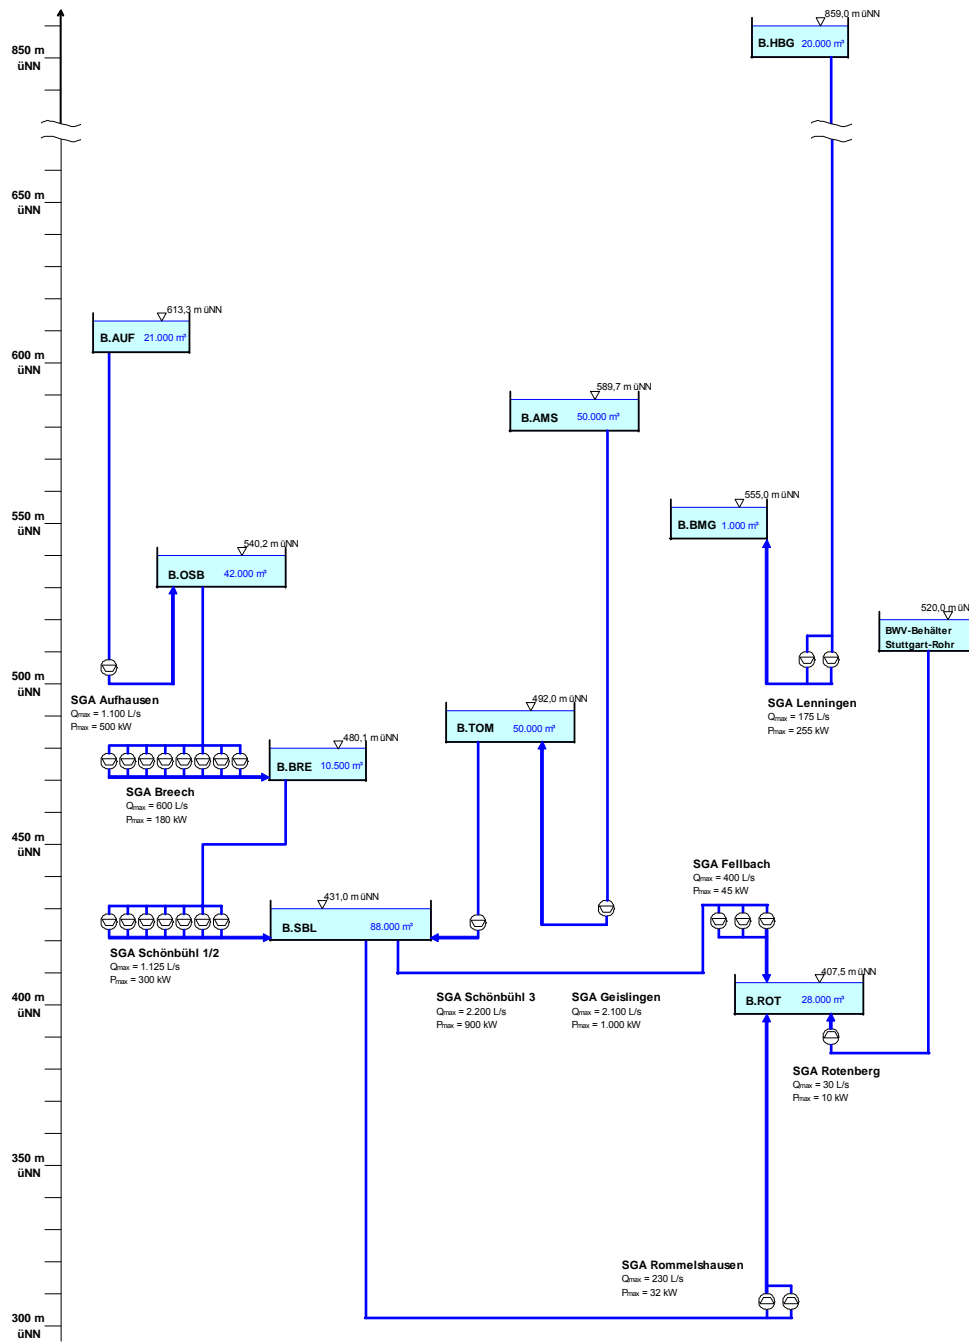 859,0 m üNN
B.HBG 20.000 m³
850 m
üNN
650 m
üNN
613,3 m üNN
B.AUF 21.000 m³
600 m
üNN
589,7 m üNN
B.AMS 50.000 m³
555,0 m üNN
B.BMG 1.000 m³
550 m
üNN
540,2 m üNN
B.OSB 42.000 m³
520,0 m üN
BWV-Behälter
Stuttgart-Rohr
500 m
üNN
SGA Aufhausen
Qmax = 1.100 L/s
Pmax = 500 kW
492,0 m üNN
B.TOM 50.000 m³
SGA Lenningen
Qmax = 175 L/s
Pmax = 255 kW
480,1 m üNN
B.BRE 10.500 m³
SGA Breech
Qmax = 600 L/s
Pmax = 180 kW
450 m
üNN
SGA Fellbach
Qmax = 400 L/s
Pmax = 45 kW
431,0 m üNN
B.SBL 88.000 m³
SGA Schönbühl 1/2
Qmax = 1.125 L/s
Pmax = 300 kW
407,5 m üNN
B.ROT 28.000 m³
400 m
üNN
SGA Schönbühl 3
Qmax = 2.200 L/s
Pmax = 900 kW
SGA Geislingen
Qmax = 2.100 L/s
Pmax = 1.000 kW
SGA Rotenberg
Qmax = 30 L/s
Pmax = 10 kW
350 m
üNN
SGA Rommelshausen
Qmax = 230 L/s
Pmax = 32 kW
300 m
üNN